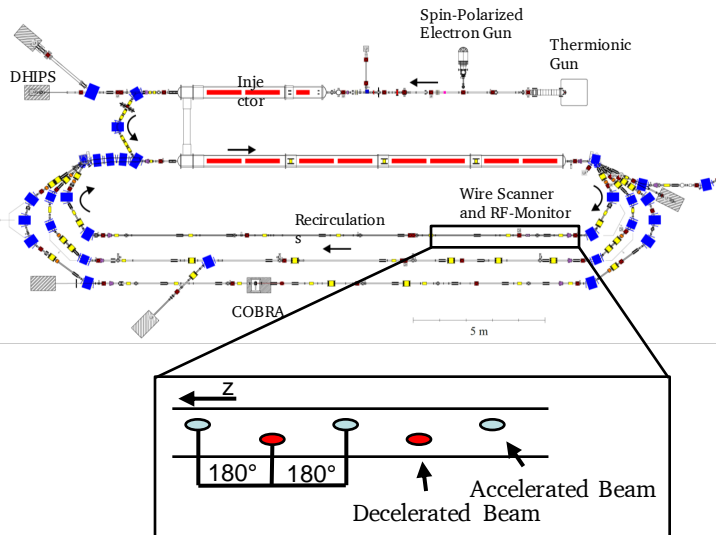 Spin-Polarized
Electron Gun
Thermionic
Gun
DHIPS
Inje
ctor
Wire Scanner
and RF-Monitor
Recirculation
s
COBRA
5 m
z
180°
180°
Accelerated Beam
Decelerated Beam